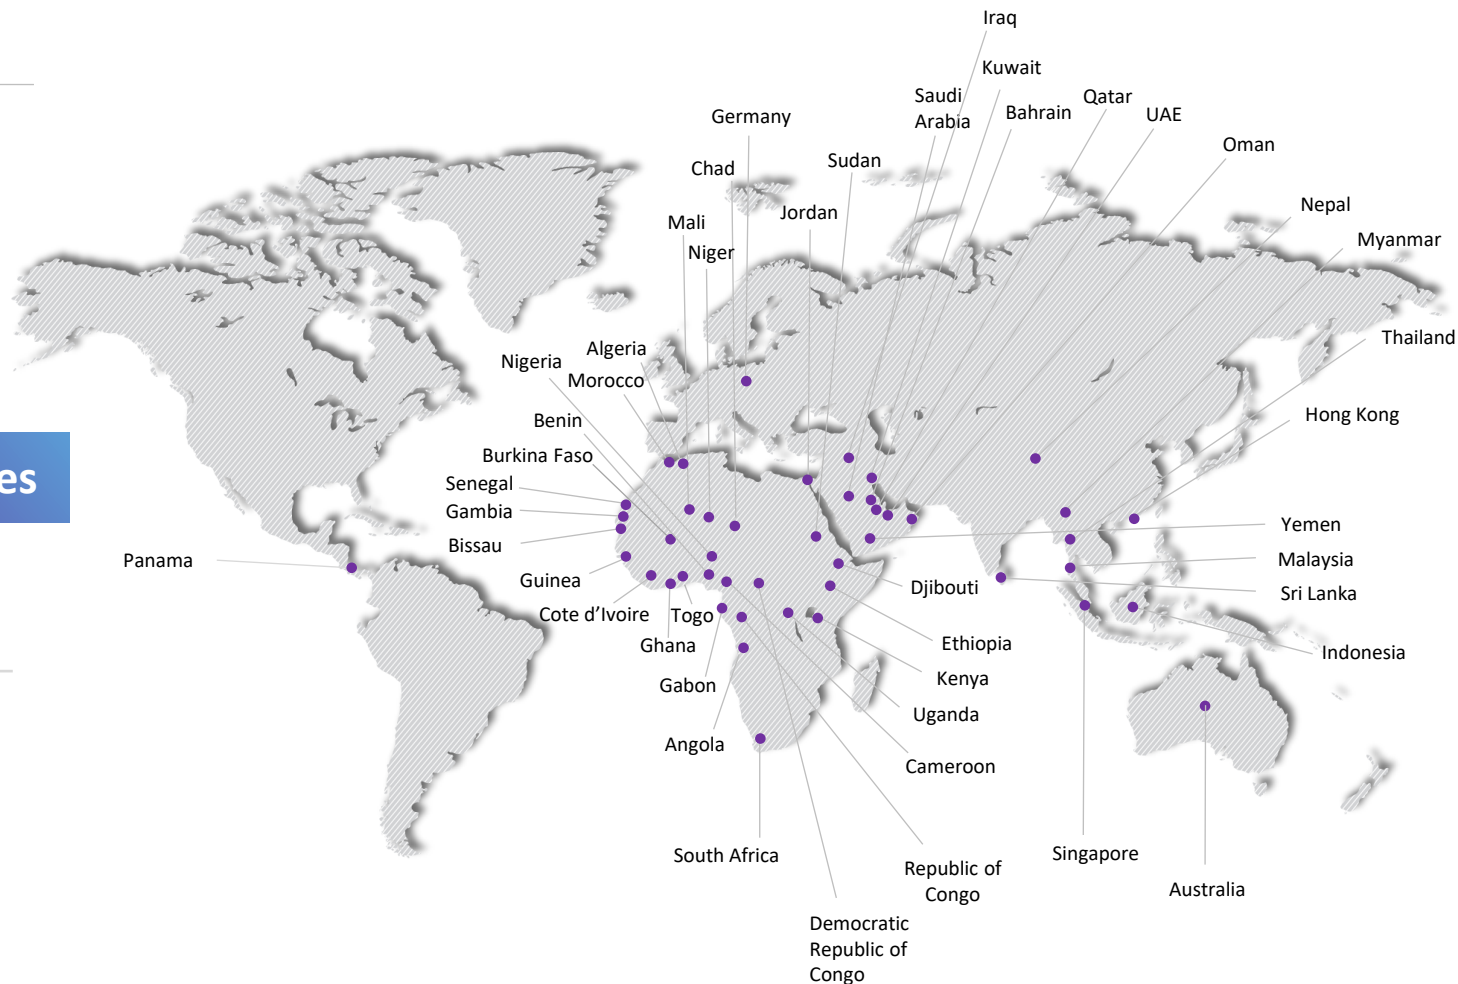 Iraq
Kuwait
Saudi
Arabia
Bahrain
Qatar
UAE
Germany
Oman
Chad
Sudan
Nepal
Jordan
Mali
Myanmar
Niger
Thailand
Algeria
Nigeria
Morocco
Hong Kong
Benin
Burkina Faso
es
Senegal
Gambia
Yemen
Bissau
Panama
Malaysia
Guinea
Djibouti
Sri Lanka
Cote d’Ivoire
Togo
Ghana
Ethiopia
Indonesia
Kenya
Gabon
Uganda
Angola
Cameroon
South Africa
Singapore
Republic of
Congo
Australia
Democratic
Republic of
Congo